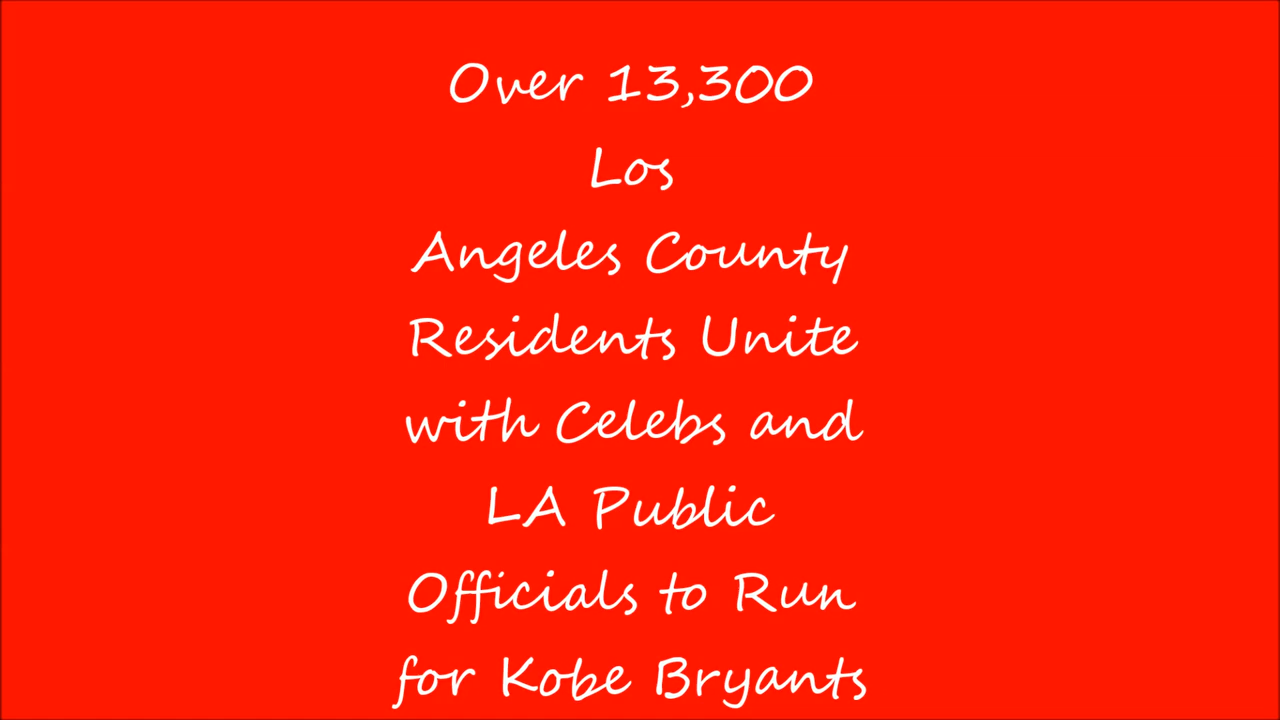 Over 13,300
Los
Angeles County
Residents Unite
with Celebs and
LA Public
Officials to Run
for Kobe Bryants